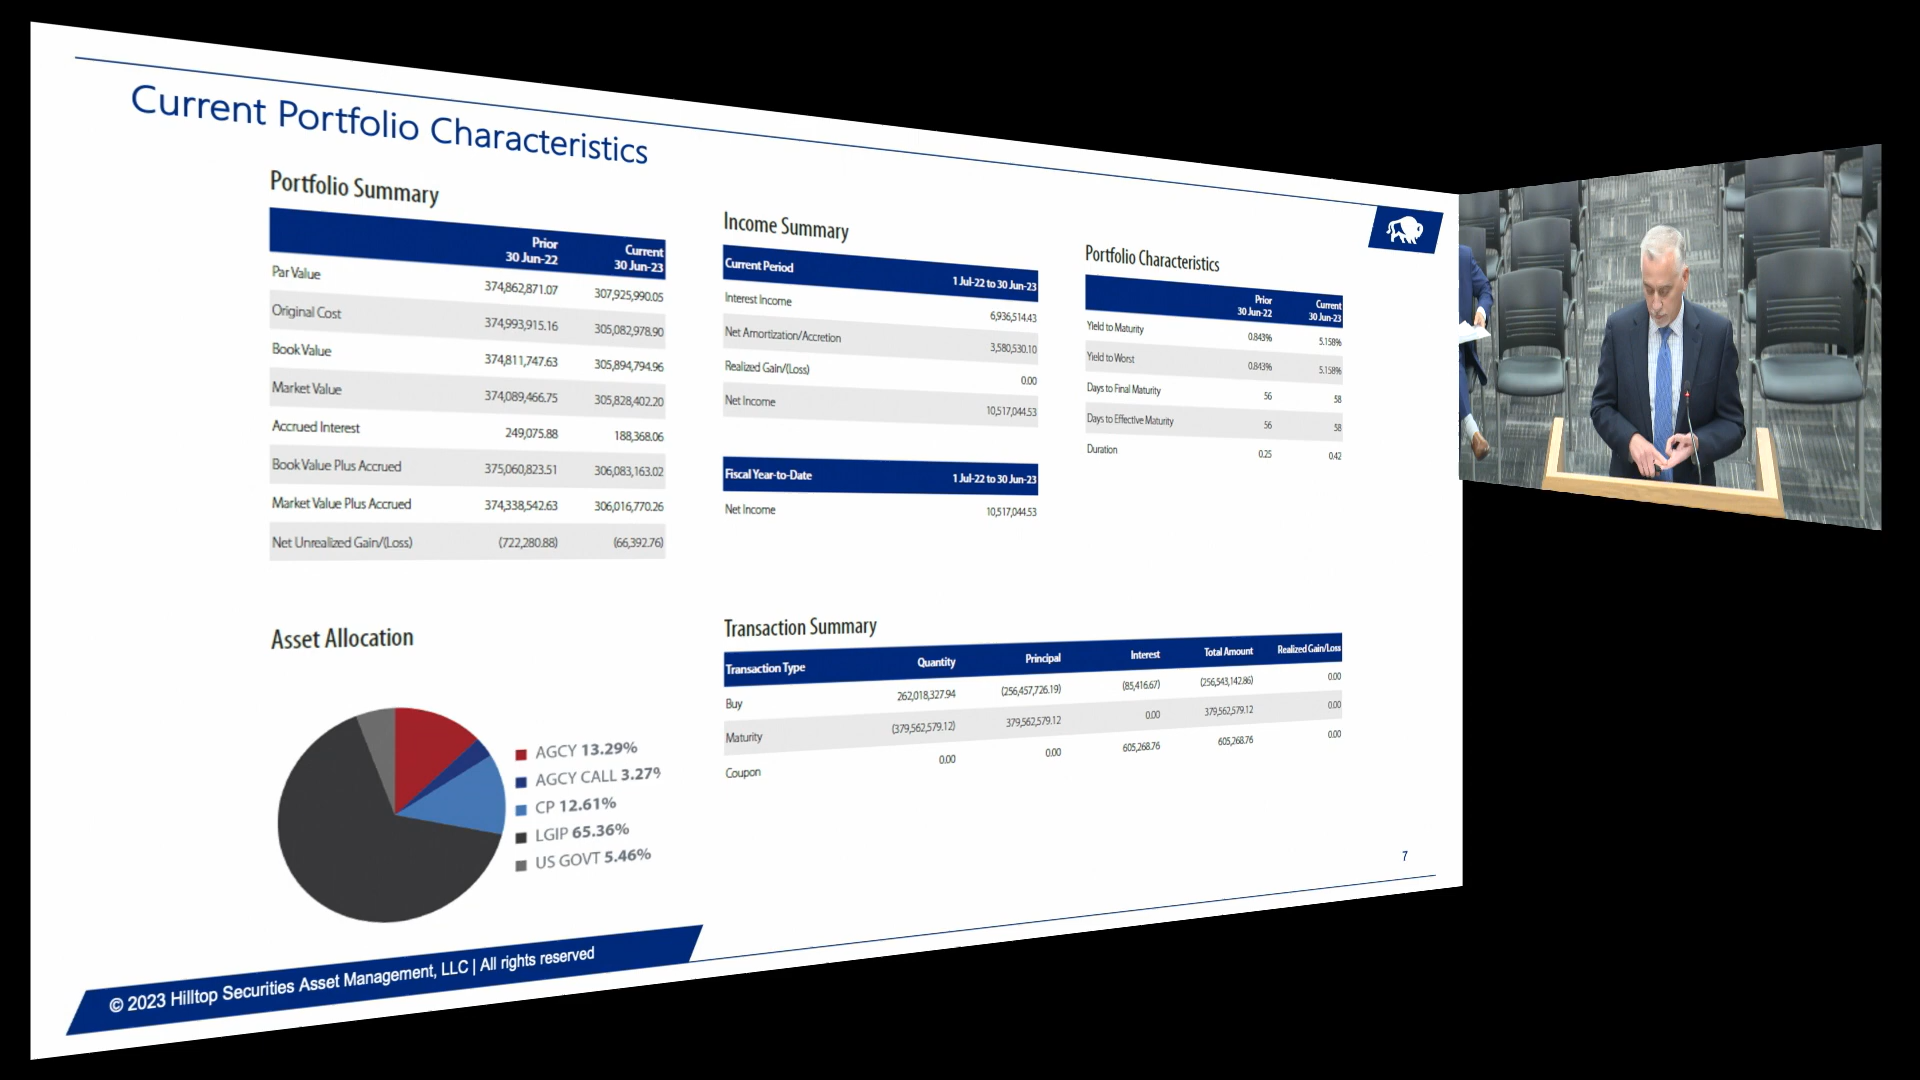 Current Portfolio Characteristics
Portfolio Summary
Prior
30 Jun-22
Current
30 Jun-23
Par Value 374,862,871.07 307,925,990.05
Original Cost 374,993,915.16 305,082,978.90
Book Value 374,811,747.63 305,894,794.96
Market Value 374,089,466.75 305,828,402.20
Accrued Interest 249,075.88 188,368.06
Book Value Plus Accrued 375,060,823.51 306,083,163.02
Market Value Plus Accrued 374,338,542.63 306,016,770.26
Net Unrealized Gain/(Loss) (722,280.88) (66,392.76)
Income Summary
Current Period 1 Jul-22 to 30 Jun-23
Interest Income 6,936,514.43
Net Amortization/Accretion 3,580,530.10
Realized Gain/(Loss) 0.00
Net Income 10,517,044.53
Fiscal Year-to-Date 1 Jul-22 to 30 Jun-23
Net Income 10,517,044.53
Portfolio Characteristics
Prior
30 Jun-22
Current
30 Jun-23
Yield to Maturity 0.843% 5.158%
Yield to Worst 0.843% 5.158%
Days to Final Maturity 56 58
Days to Effective Maturity 56 58
Duration 0.25 0.42
Asset Allocation
AGCY 13.29%
AGCY CALL 3.27%
CP 12.61%
LGIP 65.36%
US GOVT 5.46%
Transaction Summary
Transaction Type Quantity Principal Interest Total Amount Realized Gain/Loss
Buy 262,018,327.94 (256,457,726.19) (85,416.67) (256,543,142.86) 0.00
Maturity (379,562,579.12) 379,562,579.12 0.00 379,562,579.12 0.00
Coupon 0.00 0.00 605,268.76 605,268.76 0.00
7
© 2023 Hilltop Securities Asset Management, LLC | All rights reserved